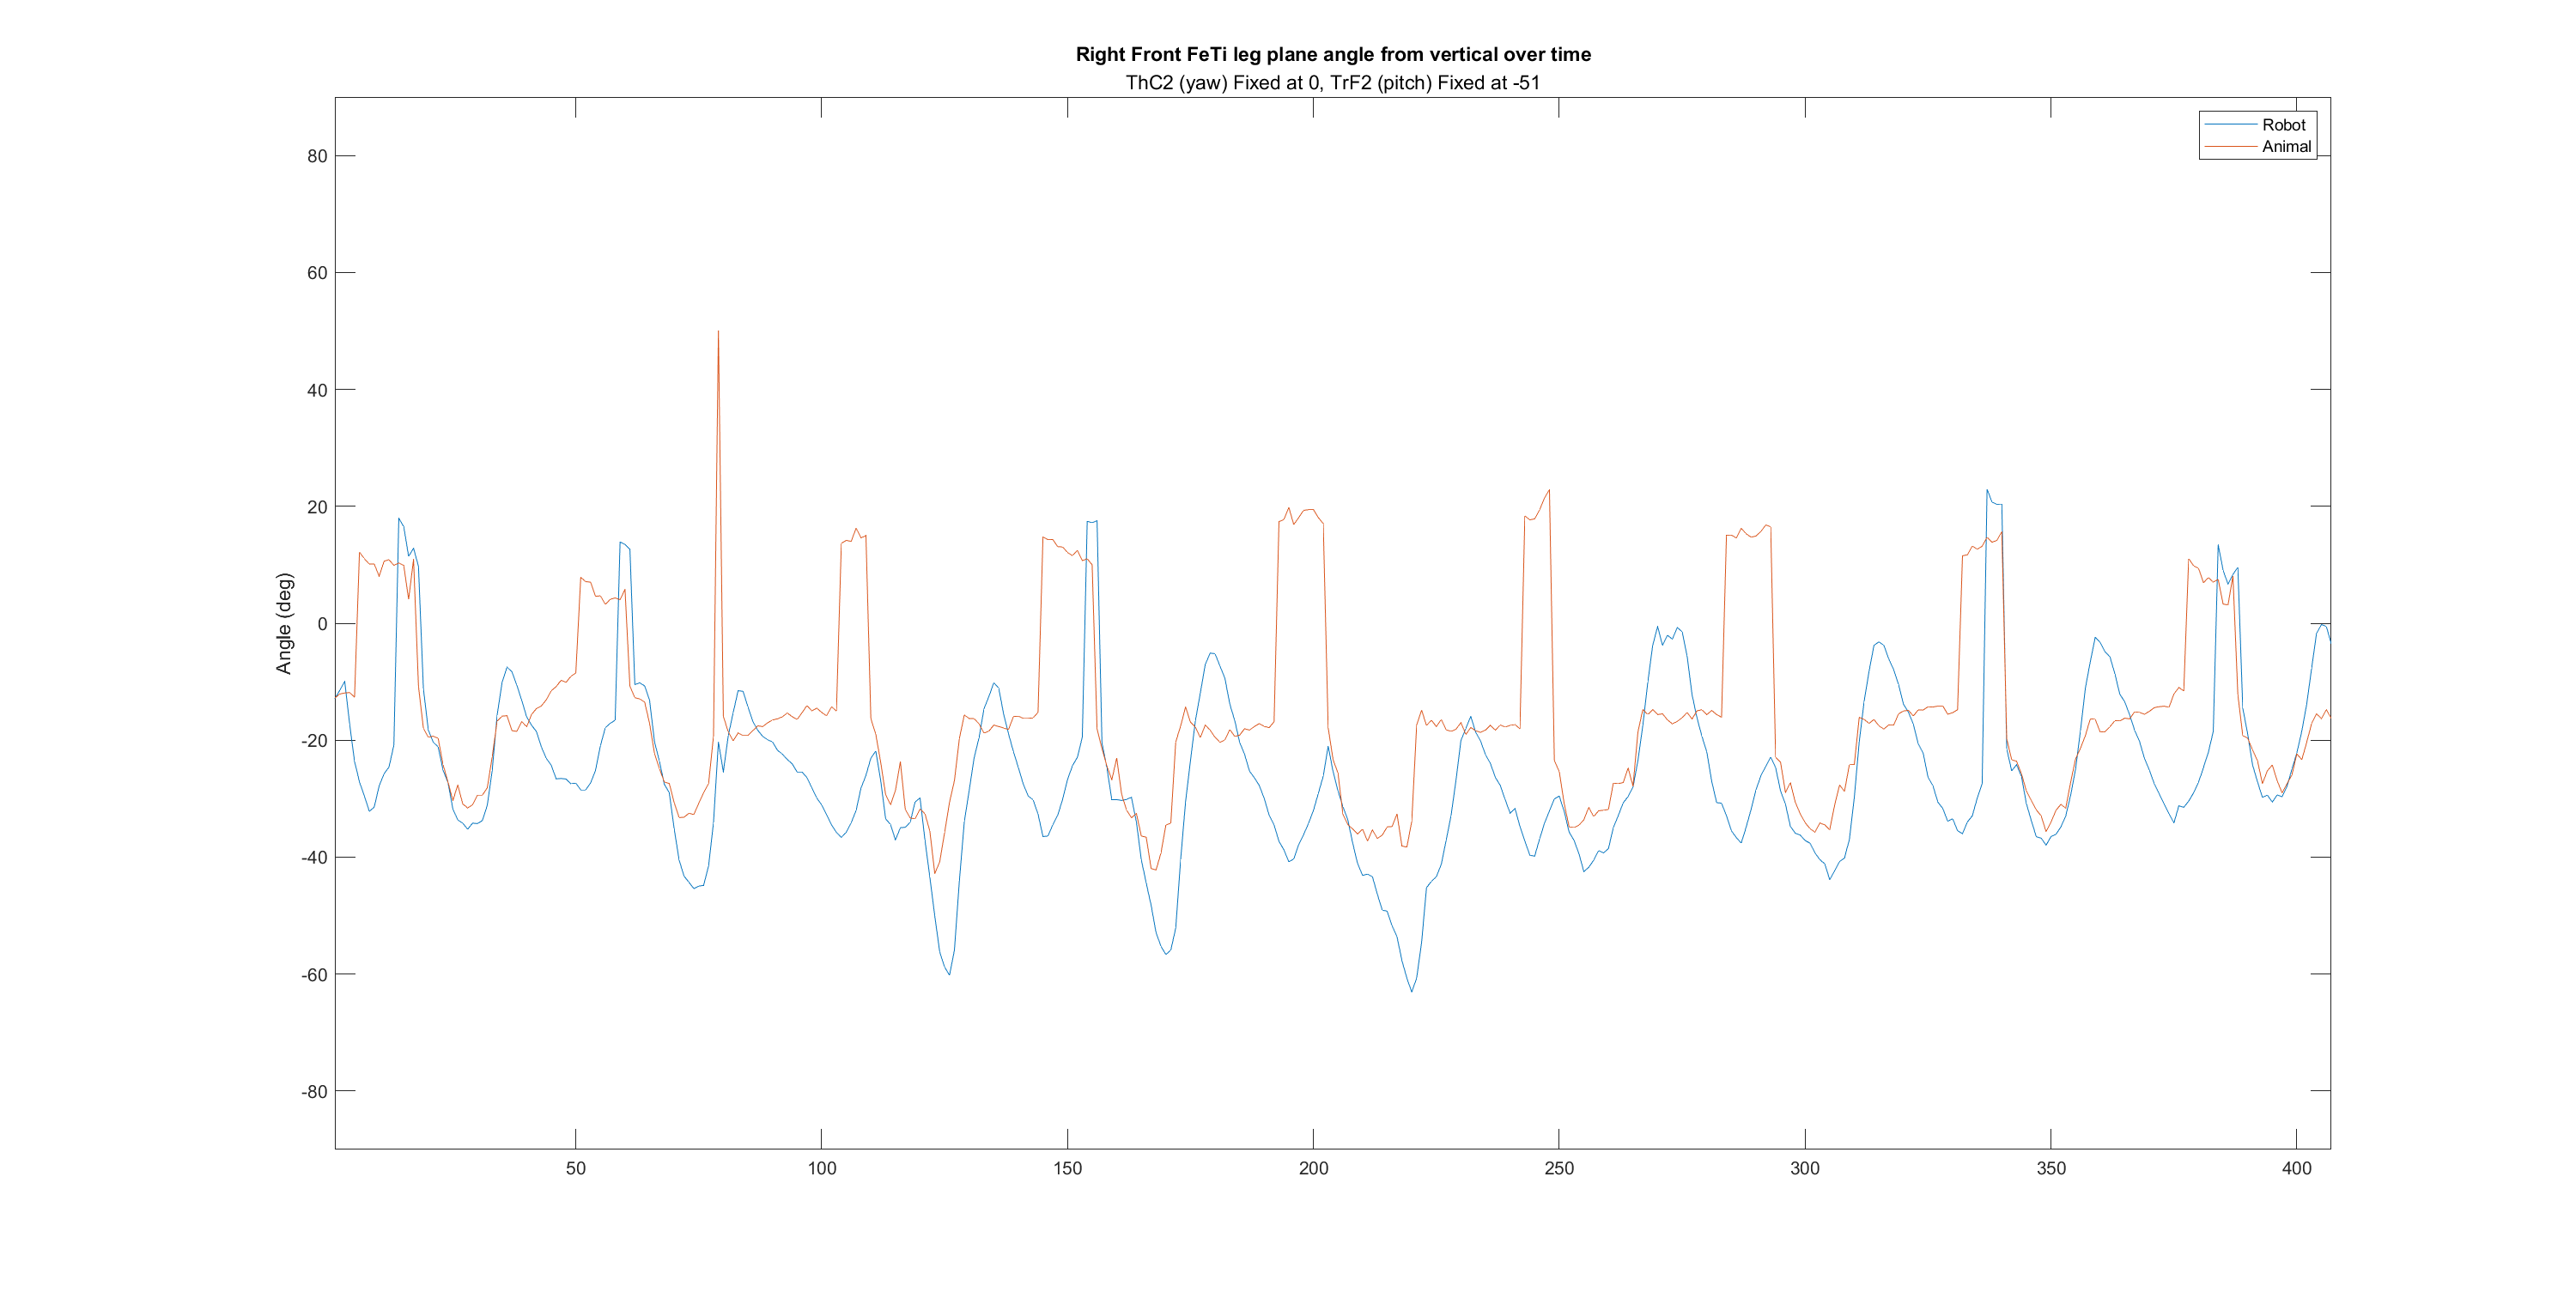 Right Front FeTi leg plane angle from vertical over time
ThC2 (yaw) Fixed at 0, TrF2 (pitch) Fixed at -51
Robot
Animal
Angle (deg)
80
60
40
20
0
-20
-40
-60
-80
50 100 150 200 250 300 350 400